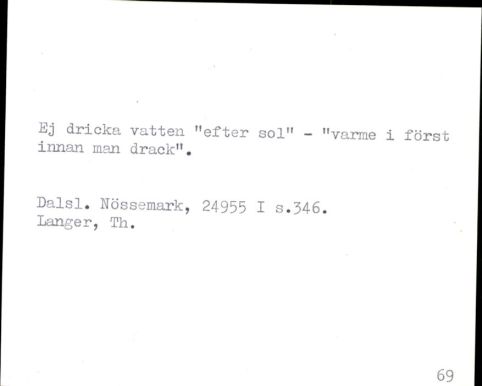 Ej dricka vatten "efter sol" - "varme i först
innan man drack".
Dalsl. Nössemark, 24955 I s.346.
Langer, Th.
69